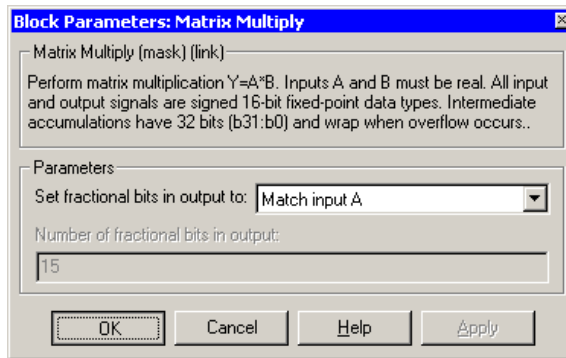 Block Parameters: Matrix Multiply
Matrix Multiply (mask) (link)
Perform matrix multiplication Y=A*B. Inputs A and B must be real. All input
and output signals are signed 16-bit fixed-point data types. Intermediate
accumulations have 32 bits (b31:b0) and wrap when overflow occurs..
Parameters
Set fractional bits in output to: Match input A
Number of fractional bits in output:
15
OK Cancel Help Apply